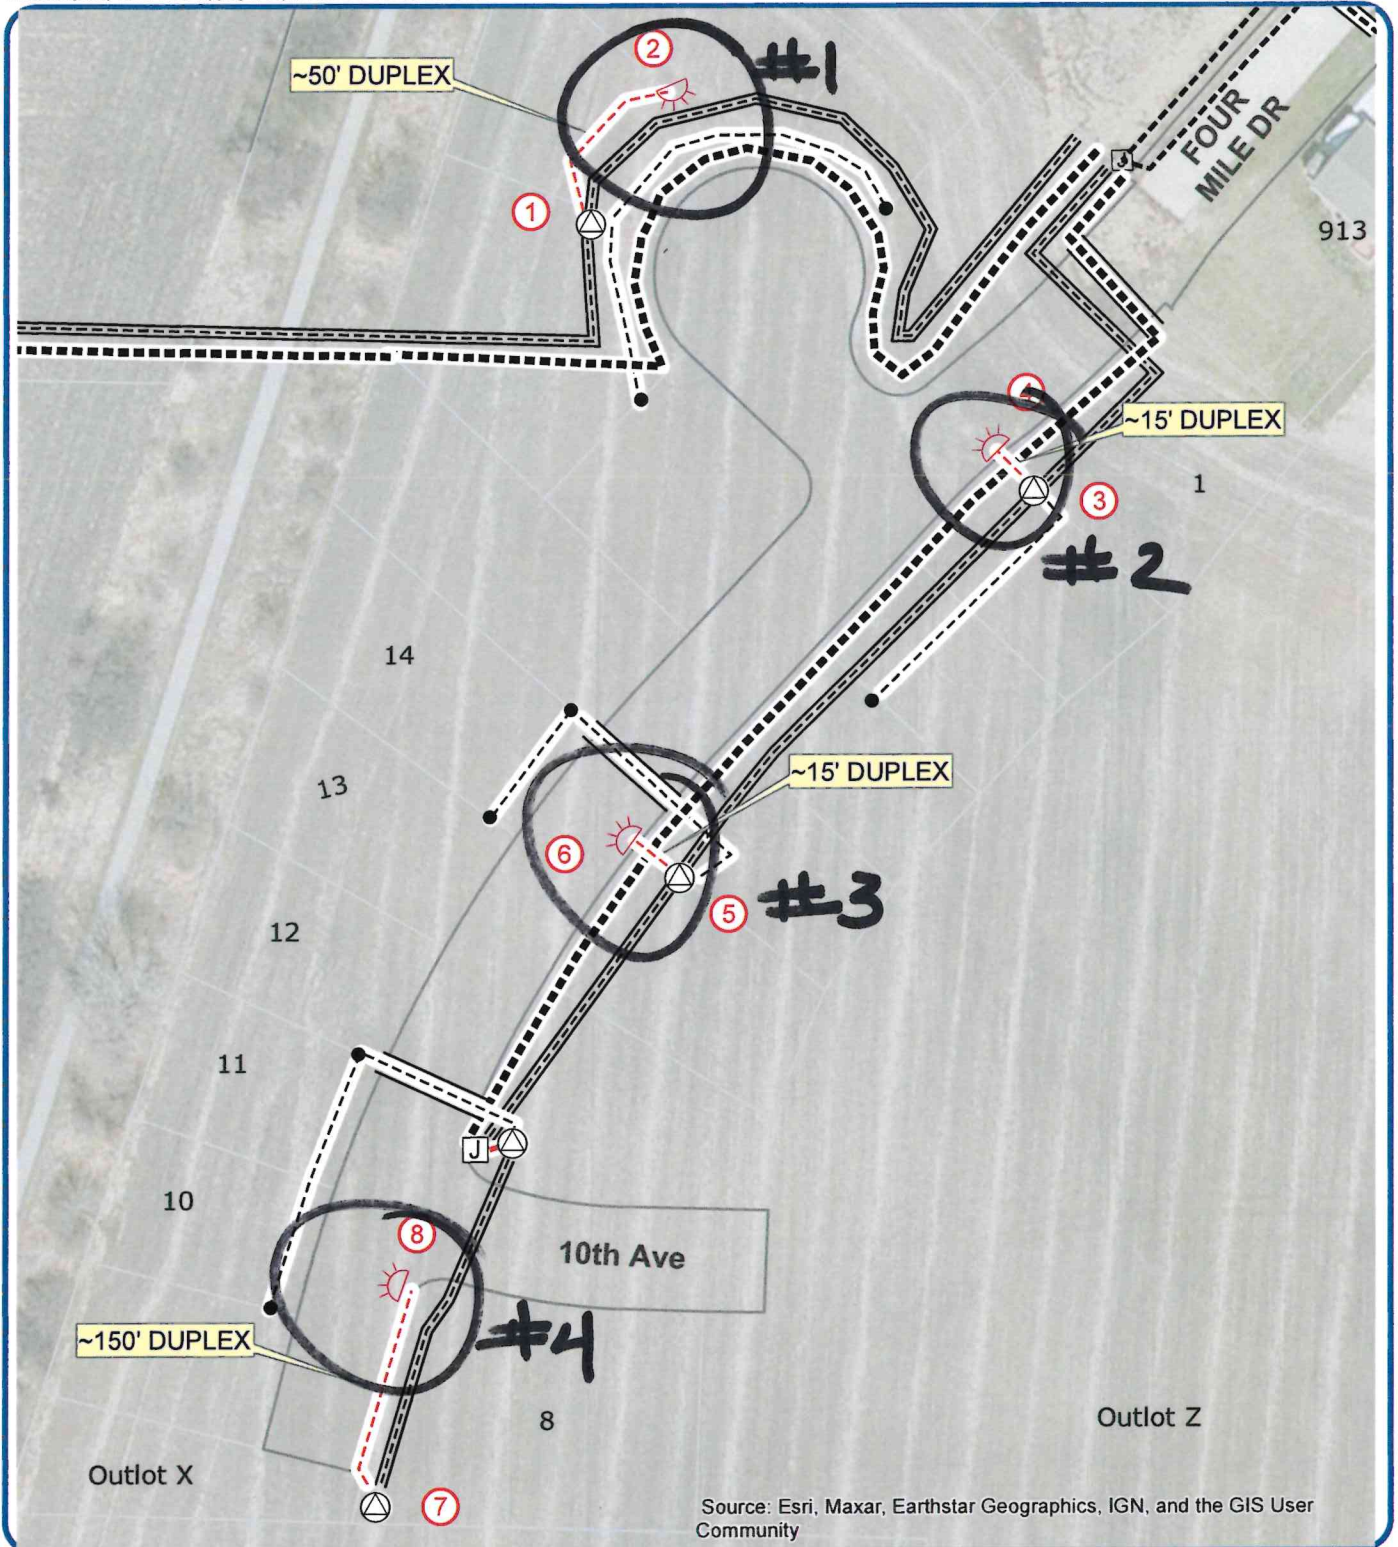 2
#1
~50' DUPLEX
FOUR
MILE DR
J
1
913
4
~15' DUPLEX
1
3
#2
14
~15' DUPLEX
13
6
5
#3
12
11
J
10
8
10th Ave
~150' DUPLEX
#4
8
Outlot Z
Outlot X
7
Source: Esri, Maxar, Earthstar Geographics, IGN, and the GIS User
Community